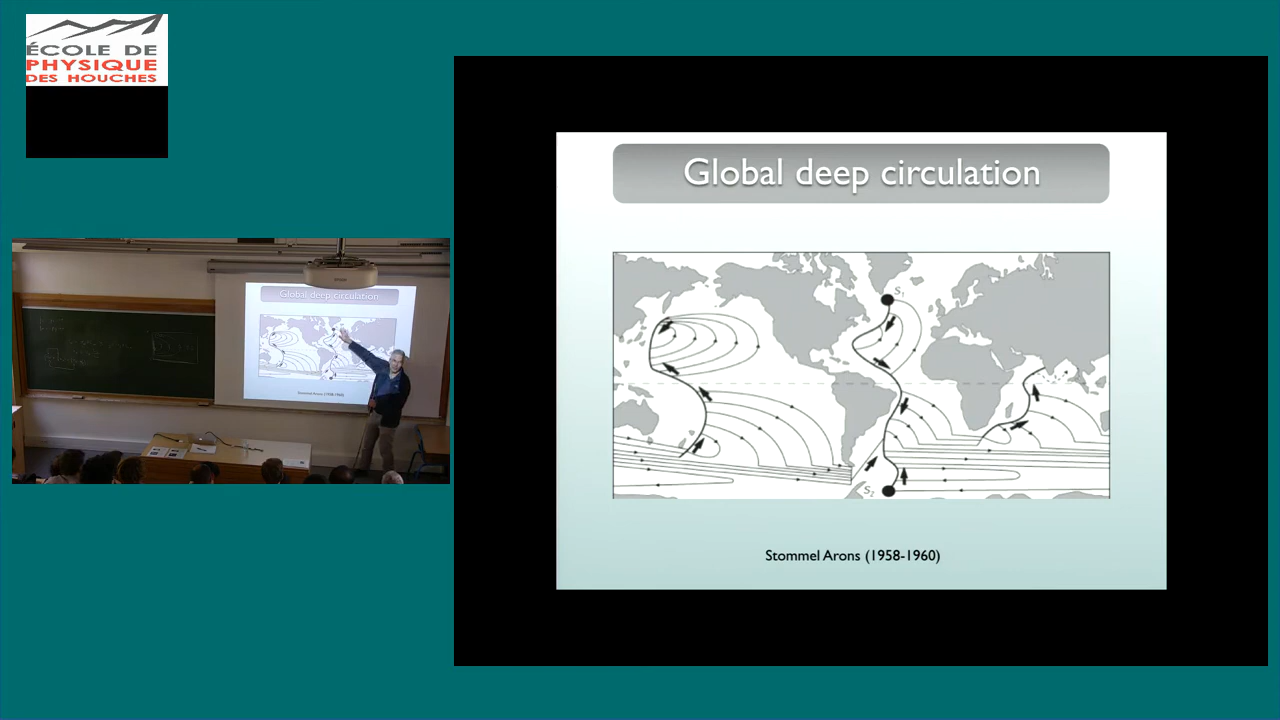 ÉCOLE DE
PHYSIQUE
DES HOUCHES
Global deep circulation
S1
S2
Stommel Arons (1958-1960)
Global deep circulation
Stommel Arons (1958-1960)